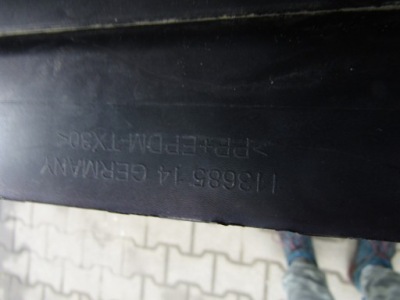 113685 14 GERMANY
>PP+EPDM-TX30<